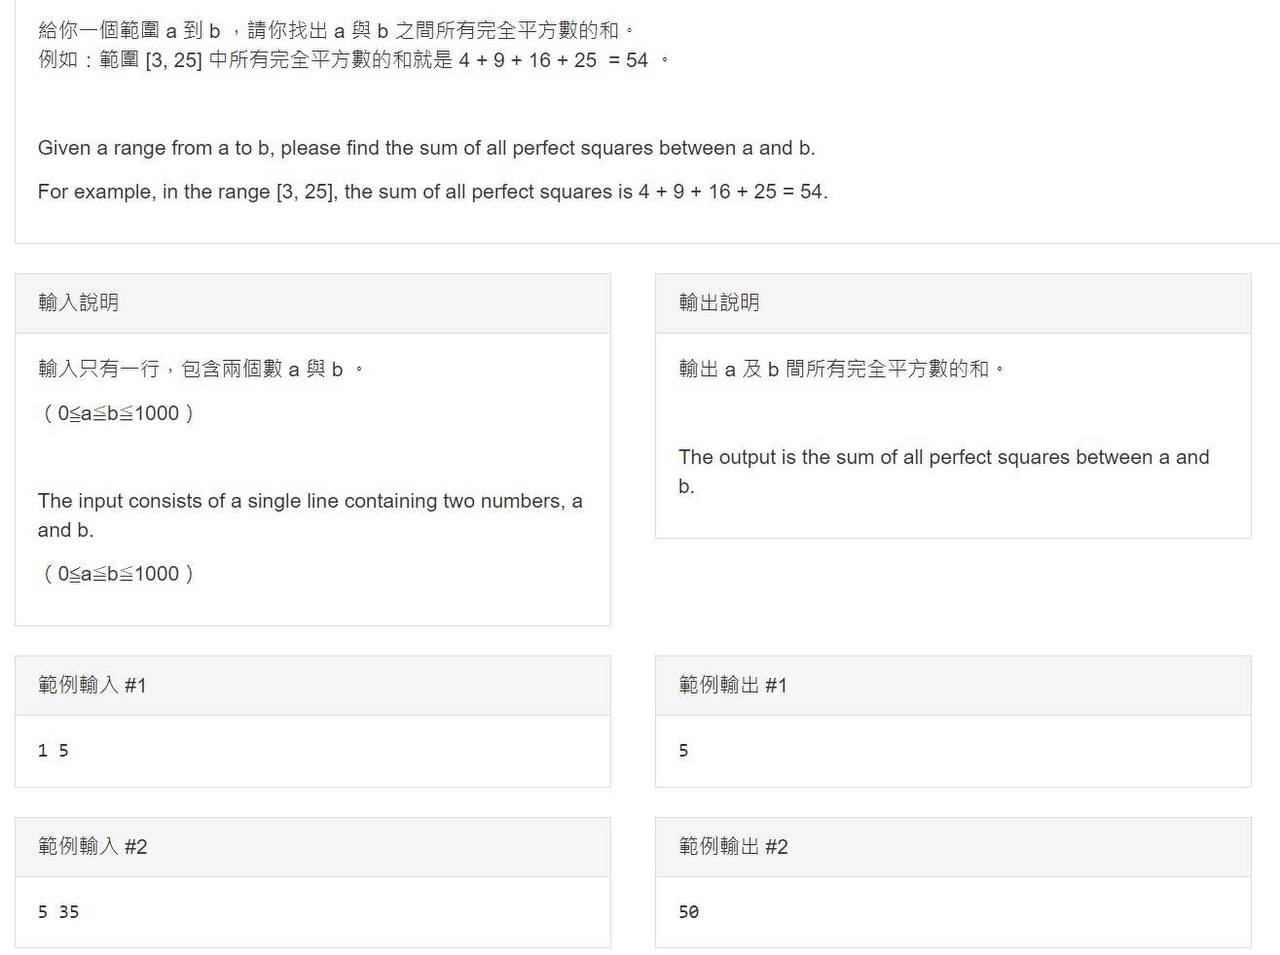 給你一個範圍 a 到 b ，請你找出 a 與 b 之間所有完全平方數的和。
例如：範圍 [3, 25] 中所有完全平方數的和就是 4 + 9 + 16 + 25  = 54 。
Given a range from a to b, please find the sum of all perfect squares between a and b.
For example, in the range [3, 25], the sum of all perfect squares is 4 + 9 + 16 + 25 = 54.
輸入說明
輸入只有一行，包含兩個數 a 與 b 。
（ 0≦a≦b≦1000 ）
The input consists of a single line containing two numbers, a
and b.
（ 0≦a≦b≦1000 ）
輸出說明
輸出 a 及 b 間所有完全平方數的和。
The output is the sum of all perfect squares between a and
b.
範例輸入 #1
1 5
範例輸出 #1
5
範例輸入 #2
5 35
範例輸出 #2
50